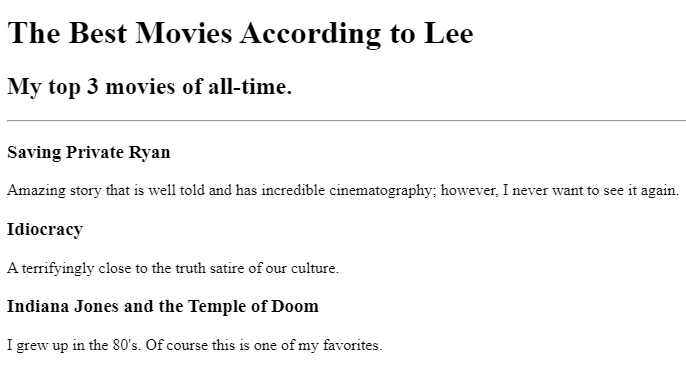 The Best Movies According to Lee
My top 3 movies of all-time.
Saving Private Ryan
Amazing story that is well told and has incredible cinematography; however, I never want to see it again.
Idiocracy
A terrifyingly close to the truth satire of our culture.
Indiana Jones and the Temple of Doom
I grew up in the 80's. Of course this is one of my favorites.